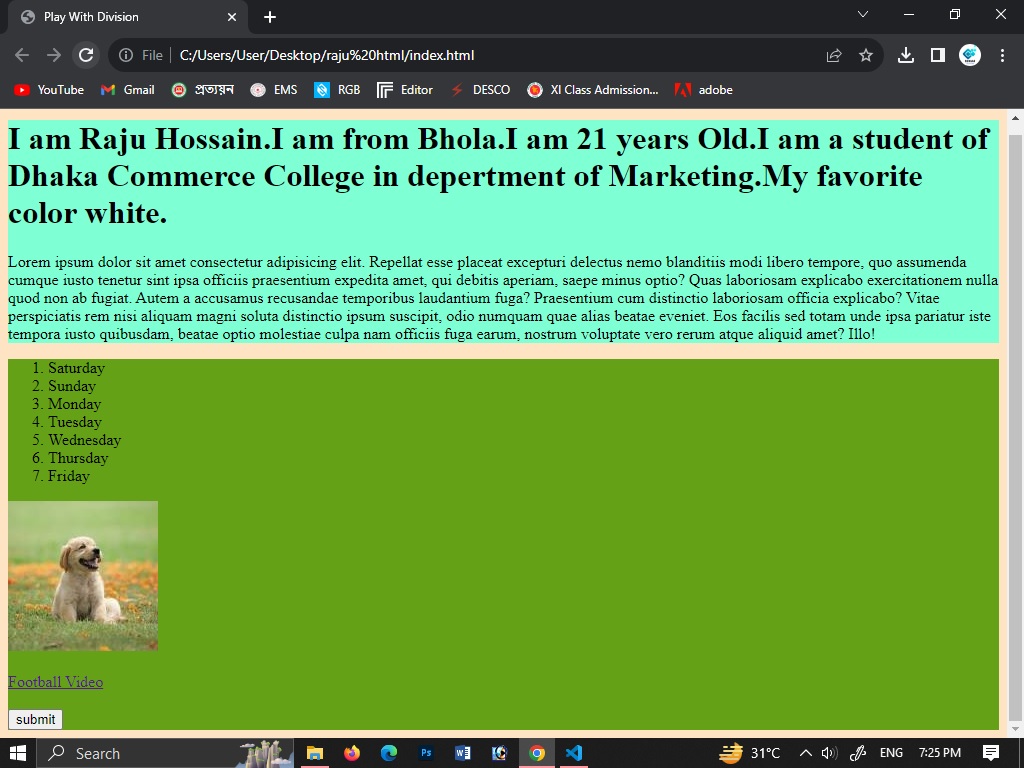 Play With Division
File
C:/Users/User/Desktop/raju%20html/index.html
YouTube
Gmail
প্রত্যয়ন
EMS
RGB
Editor
DESCO
XI Class Admission...
adobe
I am Raju Hossain.I am from Bhola.I am 21 years Old.I am a student of
Dhaka Commerce College in depertment of Marketing.My favorite
color white.
Lorem ipsum dolor sit amet consectetur adipisicing elit. Repellat esse placeat excepturi delectus nemo blanditiis modi libero tempore, quo assumenda
cumque iusto tenetur sint ipsa officiis praesentium expedita amet, qui debitis aperiam, saepe minus optio? Quas laboriosam explicabo exercitationem nulla
quod non ab fugiat. Autem a accusamus recusandae temporibus laudantium fuga? Praesentium cum distinctio laboriosam officia explicabo? Vitae
perspiciatis rem nisi aliquam magni soluta distinctio ipsum suscipit, odio numquam quae alias beatae eveniet. Eos facilis sed totam unde ipsa pariatur iste
tempora iusto quibusdam, beatae optio molestiae culpa nam officiis fuga earum, nostrum voluptate vero rerum atque aliquid amet? Illo!
1. Saturday
2. Sunday
3. Monday
4. Tuesday
5. Wednesday
6. Thursday
7. Friday
Football Video
submit
Search
31°C
ENG
7:25 PM